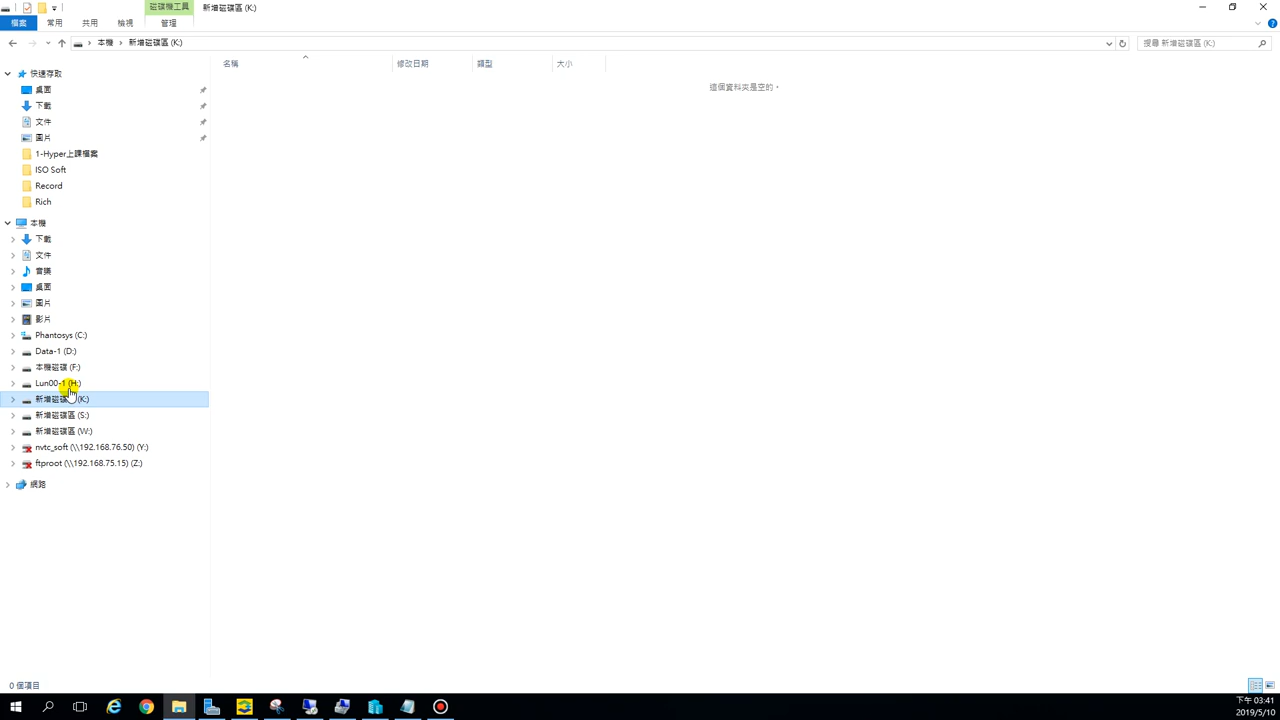 磁碟機工具
新增磁碟區 (K:)
檔案
常用
共用
檢視
管理
本機
新增磁碟區 (K:)
搜尋 新增磁碟區 (K:)
名稱
修改日期
類型
大小
這個資料夾是空的。
快速存取
桌面
下載
文件
圖片
1-Hyper上課檔案
ISO Soft
Record
Rich
本機
下載
文件
音樂
桌面
圖片
影片
Phantosys (C:)
Data-1 (D:)
本機磁碟 (F:)
Lun00-1 (H:)
新增磁碟區 (K:)
新增磁碟區 (S:)
新增磁碟區 (W:)
nvtc_soft (\\192.168.76.50) (Y:)
ftproot (\\192.168.75.15) (Z:)
網路
0 個項目
下午 03:41
2019/5/10